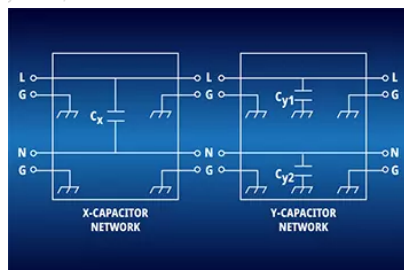 L L L L
G G G G
Cx Cy1
N N N N
G G G G
Cy2
X-CAPACITOR Y-CAPACITOR
NETWORK NETWORK